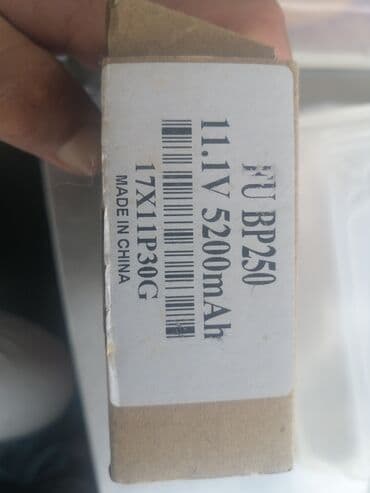 FU BP250
11.1V 5200mAh
17X11P30G
MADE IN CHINA